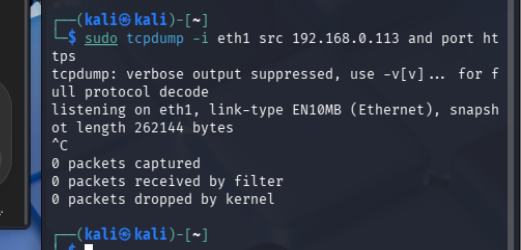 ┌──(kali㉿kali)-[~]
└─$ sudo tcpdump -i eth1 src 192.168.0.113 and port ht
tps
tcpdump: verbose output suppressed, use -v[v]... for f
ull protocol decode
listening on eth1, link-type EN10MB (Ethernet), snapsh
ot length 262144 bytes
^C
0 packets captured
0 packets received by filter
0 packets dropped by kernel
┌──(kali㉿kali)-[~]
└─$